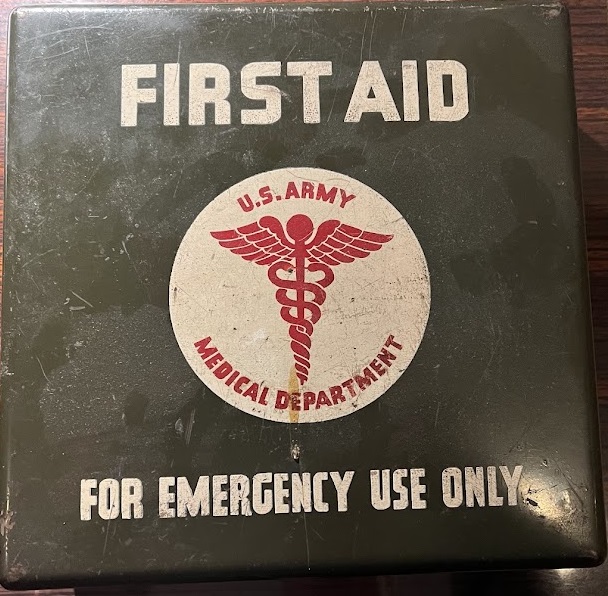 FIRST AID
U.S. ARMY
MEDICAL DEPARTMENT
FOR EMERGENCY USE ONLY